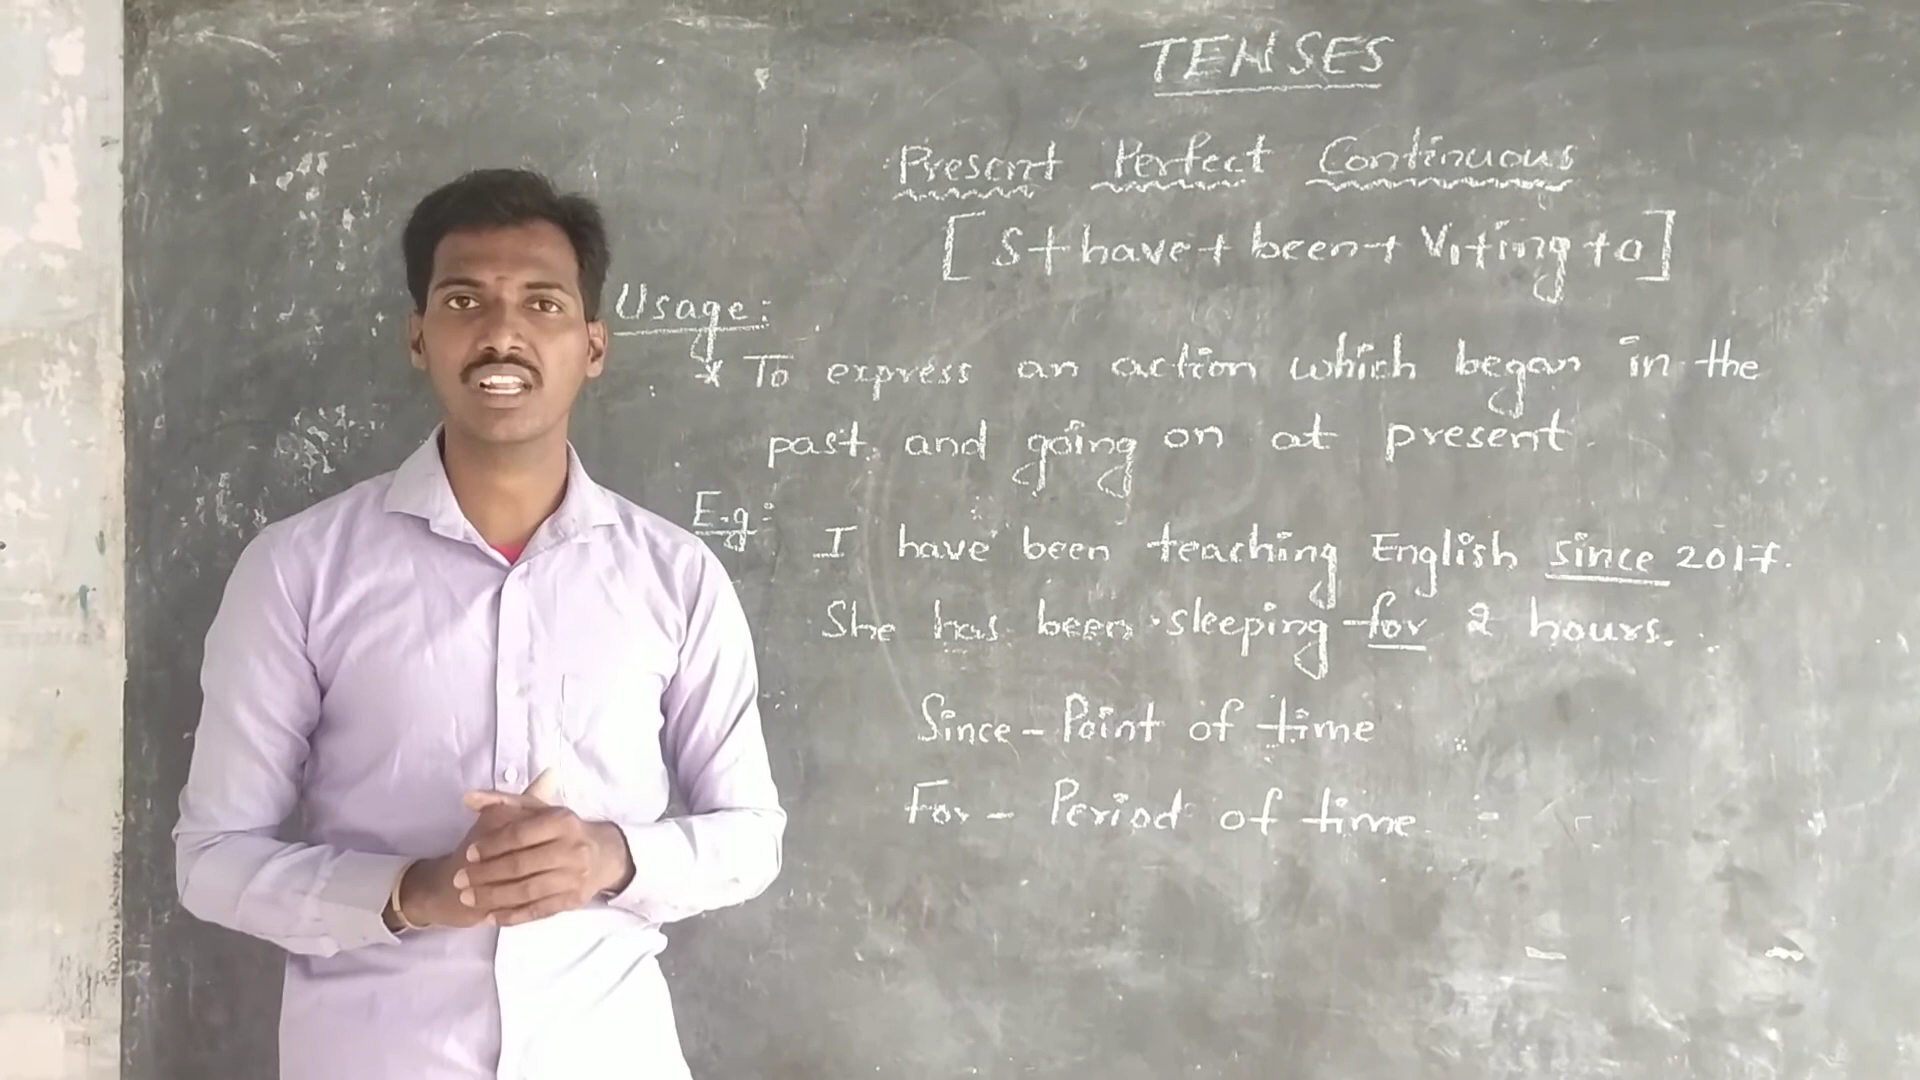 TENSES
Present Perfect Continuous
[S+have+been+V1+ing+o]
Usage:
* To express an action which began in the
past, and going on at present.
E.g:
I have been teaching English since 2017.
She has been sleeping for 2 hours.
Since - Point of time
For - Period of time